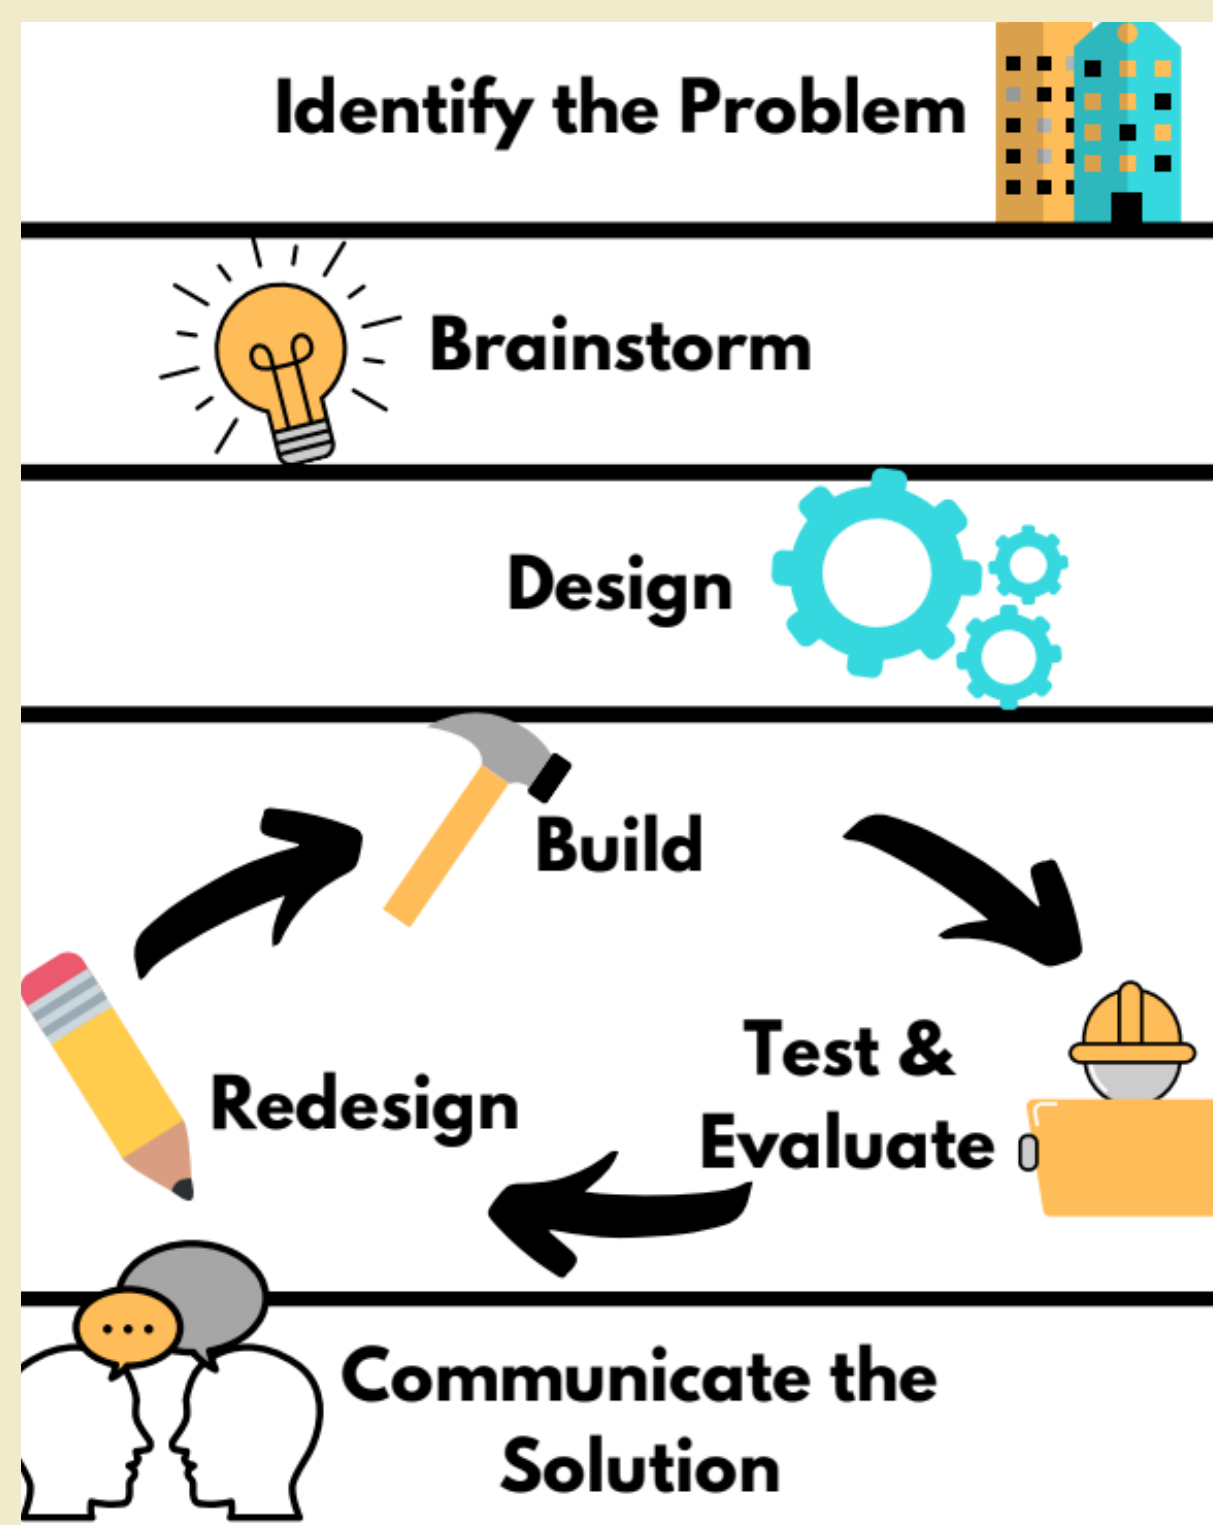 Identify the Problem
Brainstorm
Design
Build
Test &
Evaluate
Redesign
Communicate the
Solution